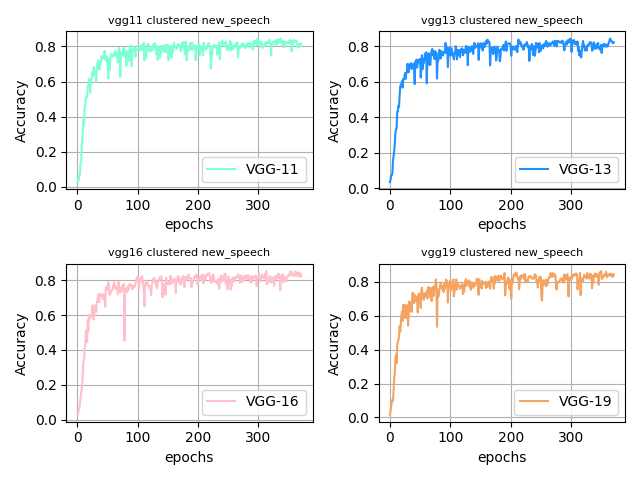 vgg11 clustered new_speech
Accuracy
0.8
0.6
0.4
0.2
0.0
VGG-11
0 100 200 300
epochs
vgg13 clustered new_speech
Accuracy
0.8
0.6
0.4
0.2
0.0
VGG-13
0 100 200 300
epochs
vgg16 clustered new_speech
Accuracy
0.8
0.6
0.4
0.2
0.0
VGG-16
0 100 200 300
epochs
vgg19 clustered new_speech
Accuracy
0.8
0.6
0.4
0.2
0.0
VGG-19
0 100 200 300
epochs